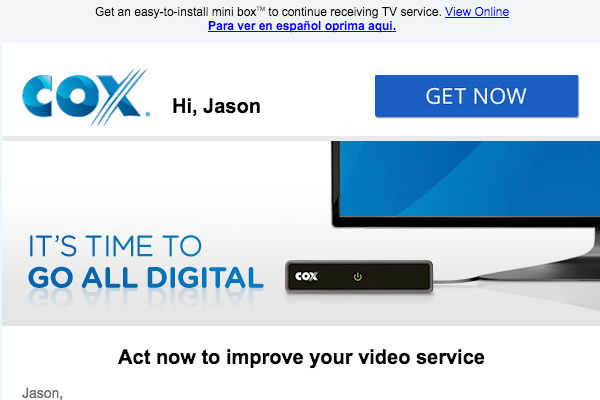 Get an easy-to-install mini box™ to continue receiving TV service. View Online
Para ver en español oprima aqui.
COX®
Hi, Jason
GET NOW
IT'S TIME TO
GO ALL DIGITAL
COX
Act now to improve your video service
Jason,